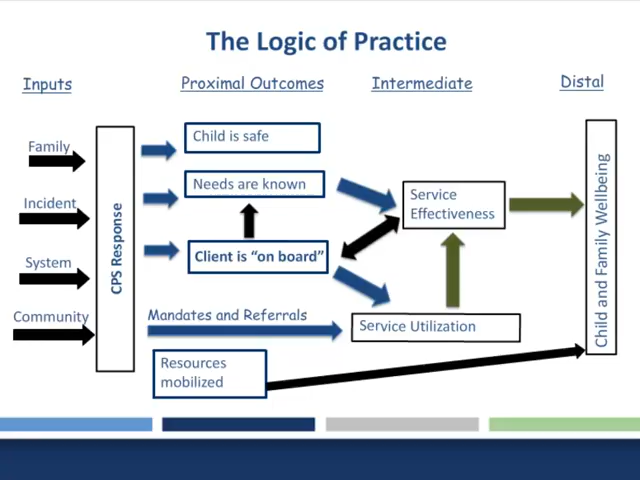 The Logic of Practice
Inputs
Proximal Outcomes
Intermediate
Distal
Family
Incident
System
Community
CPS Response
Child is safe
Needs are known
Client is “on board”
Mandates and Referrals
Resources
mobilized
Service
Effectiveness
Service Utilization
Child and Family Wellbeing